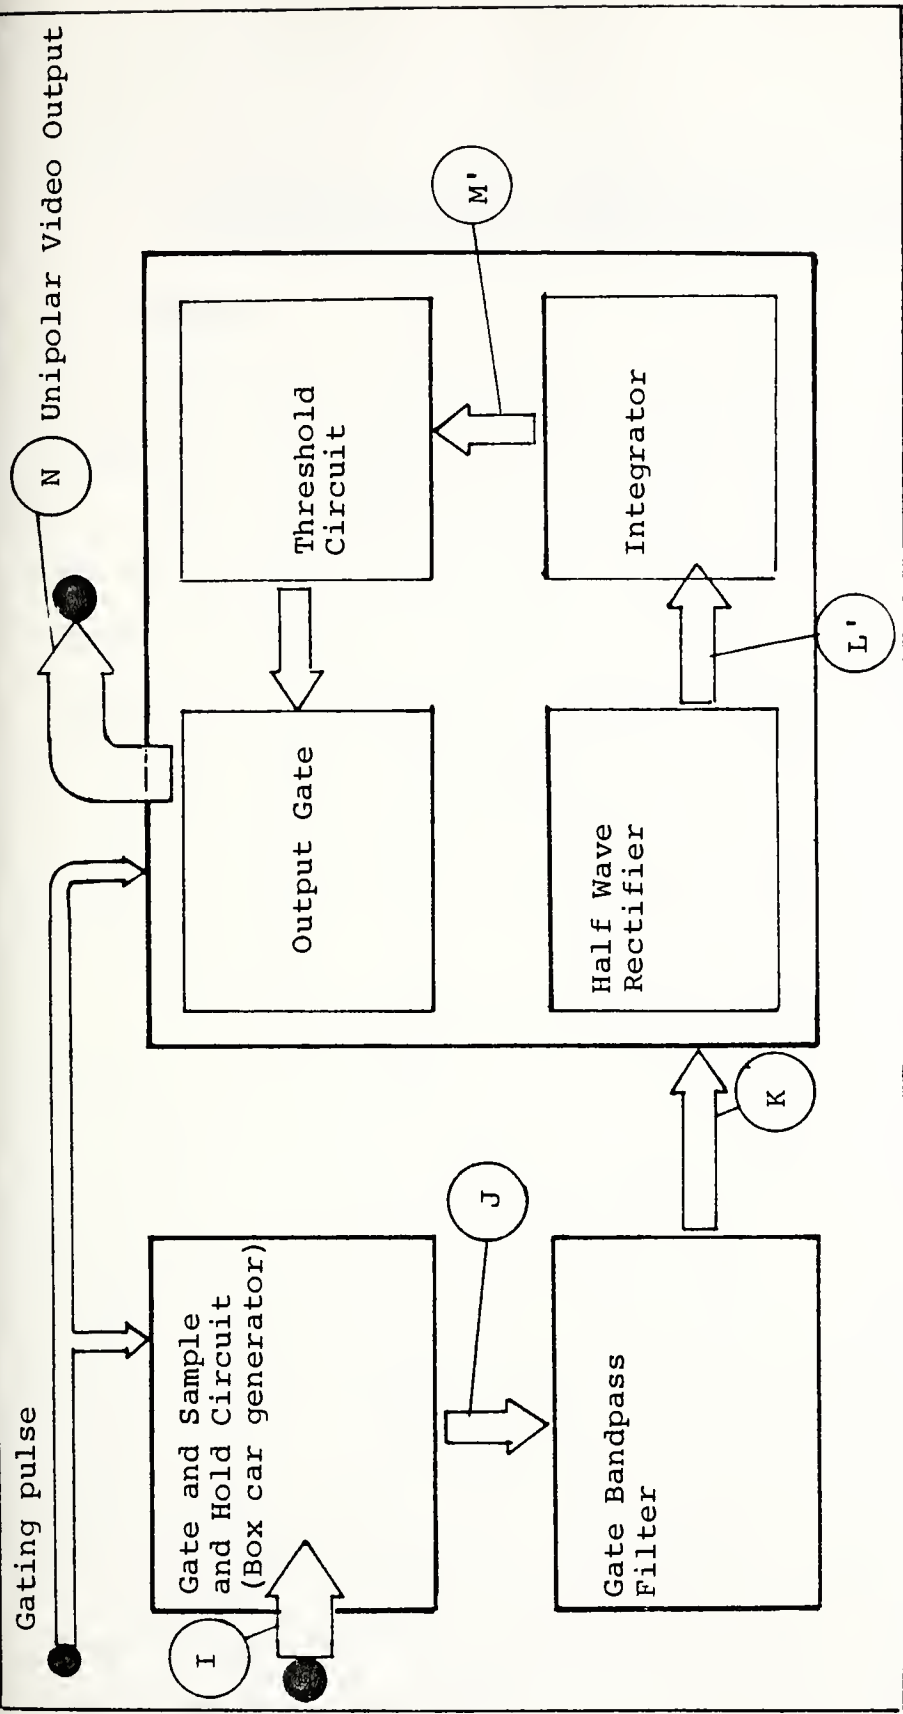 Gating pulse
N
Unipolar Video Output
I
Gate and Sample
and Hold Circuit
(Box car generator)
J
Gate Bandpass
Filter
K
Half Wave
Rectifier
L'
Integrator
M'
Threshold
Circuit
Output Gate